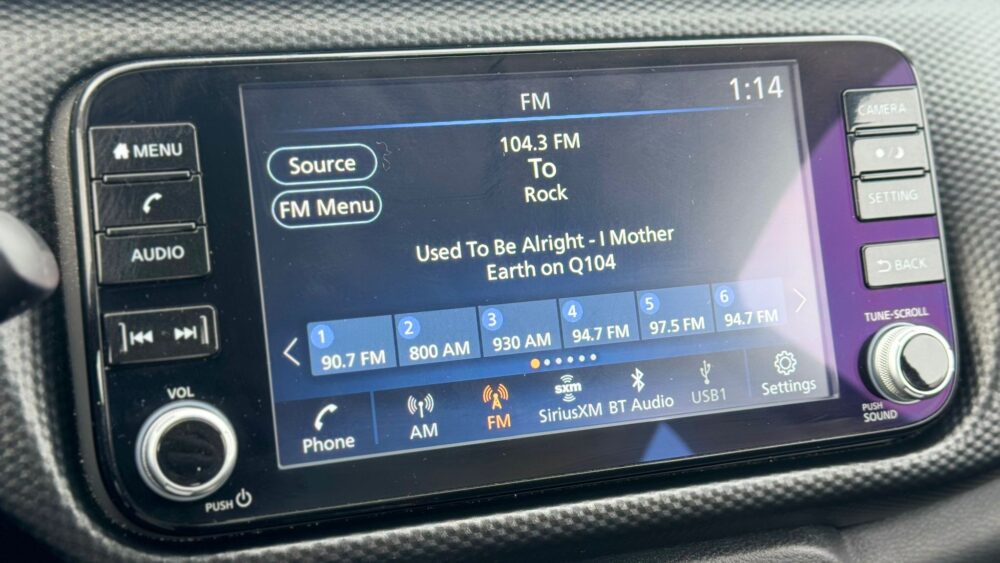 FM
1:14
104.3 FM
To
Rock
Source
FM Menu
Used To Be Alright - I Mother
Earth on Q104
1
90.7 FM
2
800 AM
3
930 AM
4
94.7 FM
5
97.5 FM
6
94.7 FM
Phone
AM
FM
sxm
SiriusXM
BT Audio
USB1
Settings
MENU
AUDIO
VOL
PUSH
CAMERA
SETTING
BACK
TUNE-SCROLL
PUSH
SOUND